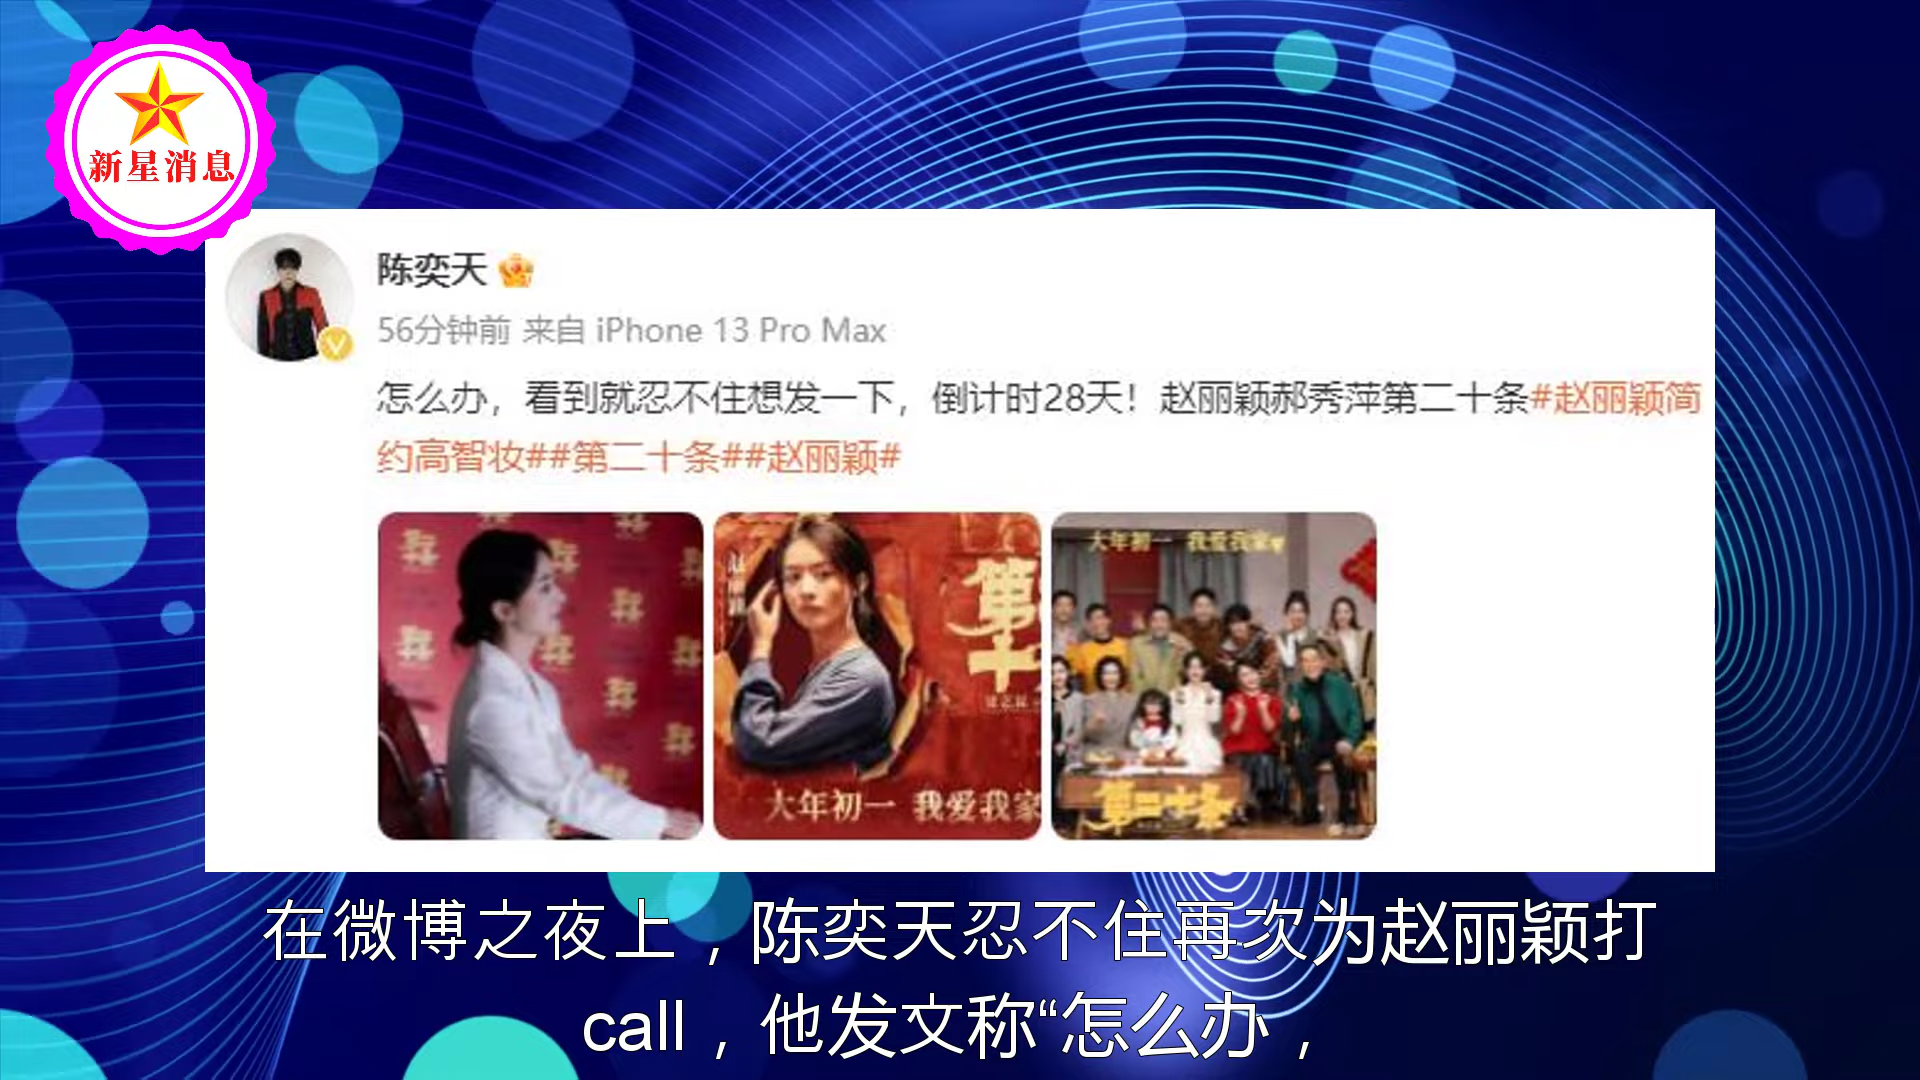 新星消息
陈奕天
56分钟前 来自 iPhone 13 Pro Max
怎么办，看到就忍不住想发一下，倒计时28天！赵丽颖郝秀萍第二十条#赵丽颖简
约高智妆##第二十条##赵丽颖#
赵丽颖
第
十
大年初一 我爱我家
大年初一 我爱我家
第二十条
在微博之夜上，陈奕天忍不住再次为赵丽颖打
call，他发文称“怎么办，